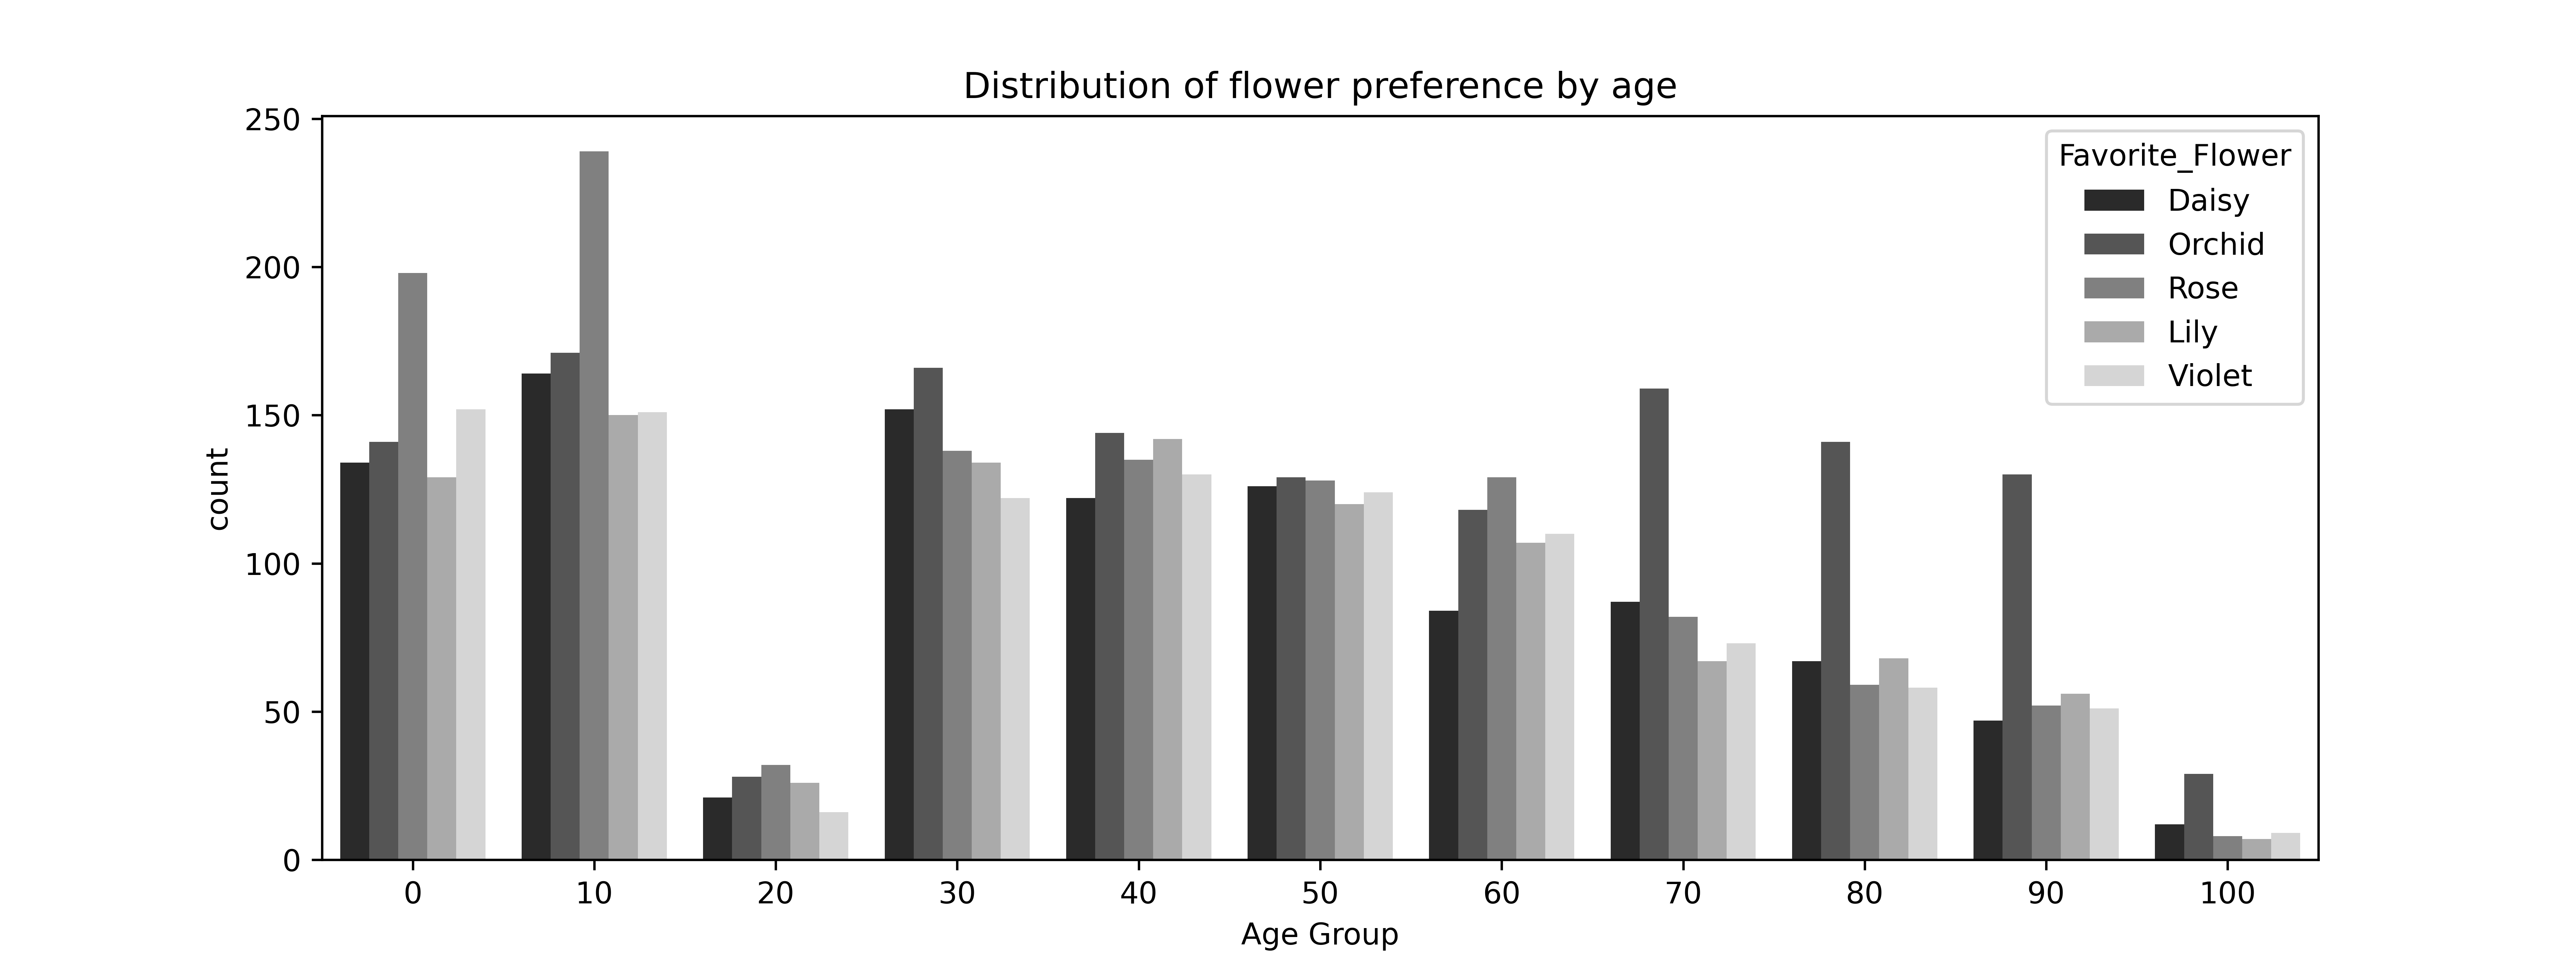 Distribution of flower preference by age
250
200
150
100
50
0
count
Favorite_Flower
Daisy
Orchid
Rose
Lily
Violet
0 10 20 30 40 50 60 70 80 90 100
Age Group